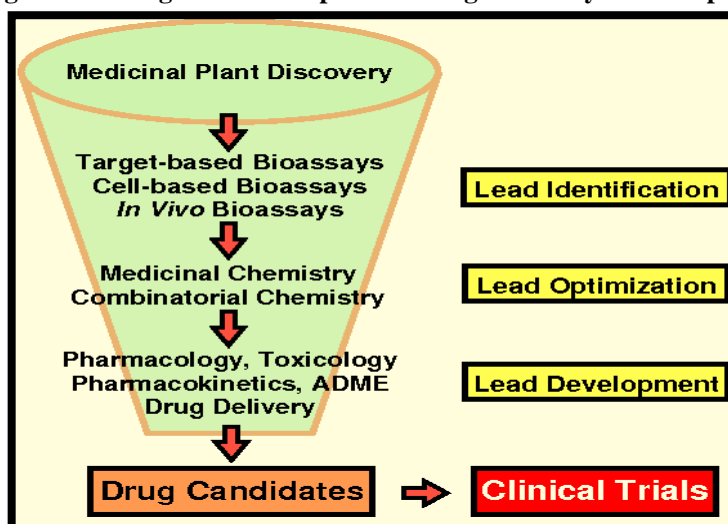 Medicinal Plant Discovery
Target-based Bioassays
Cell-based Bioassays
In Vivo Bioassays
Lead Identification
Medicinal Chemistry
Combinatorial Chemistry
Lead Optimization
Pharmacology, Toxicology
Pharmacokinetics, ADME
Drug Delivery
Lead Development
Drug Candidates
Clinical Trials